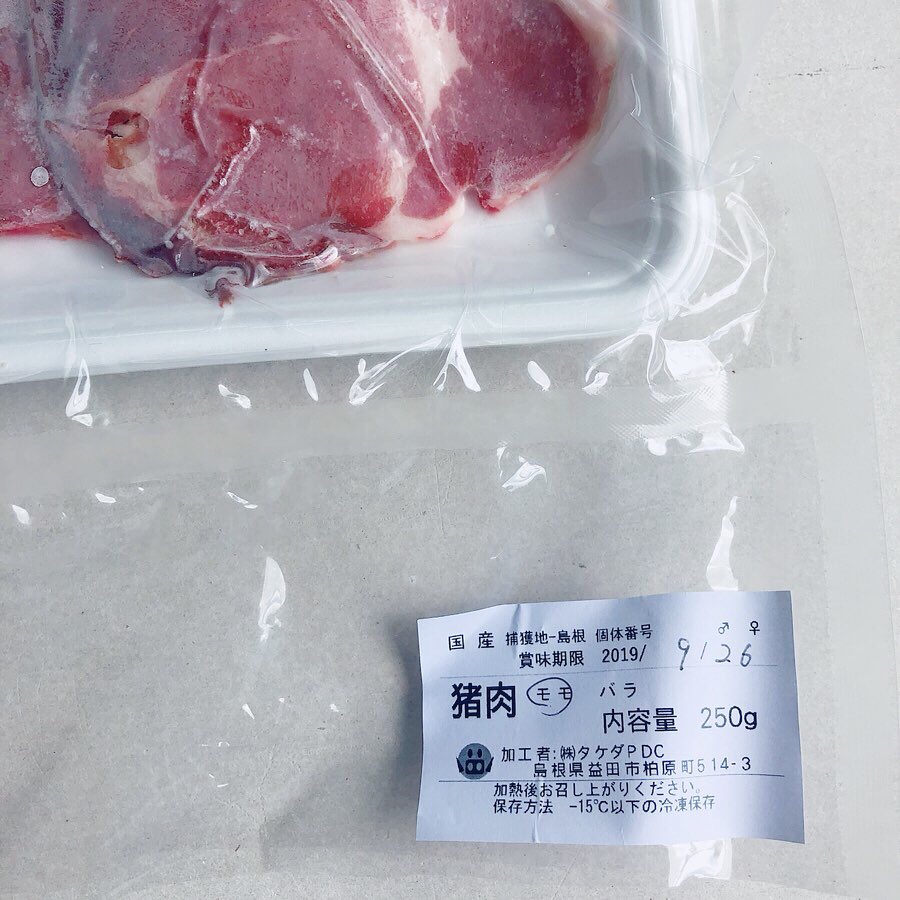 国産 捕獲地-島根 個体番号 ♂ ♀
賞味期限 2019/ 9/26
猪肉 モモ バラ
内容量 250g
加工者:㈱タケダPDC
島根県益田市柏原町514-3
加熱後お召し上がりください。
保存方法 -15℃以下の冷凍保存